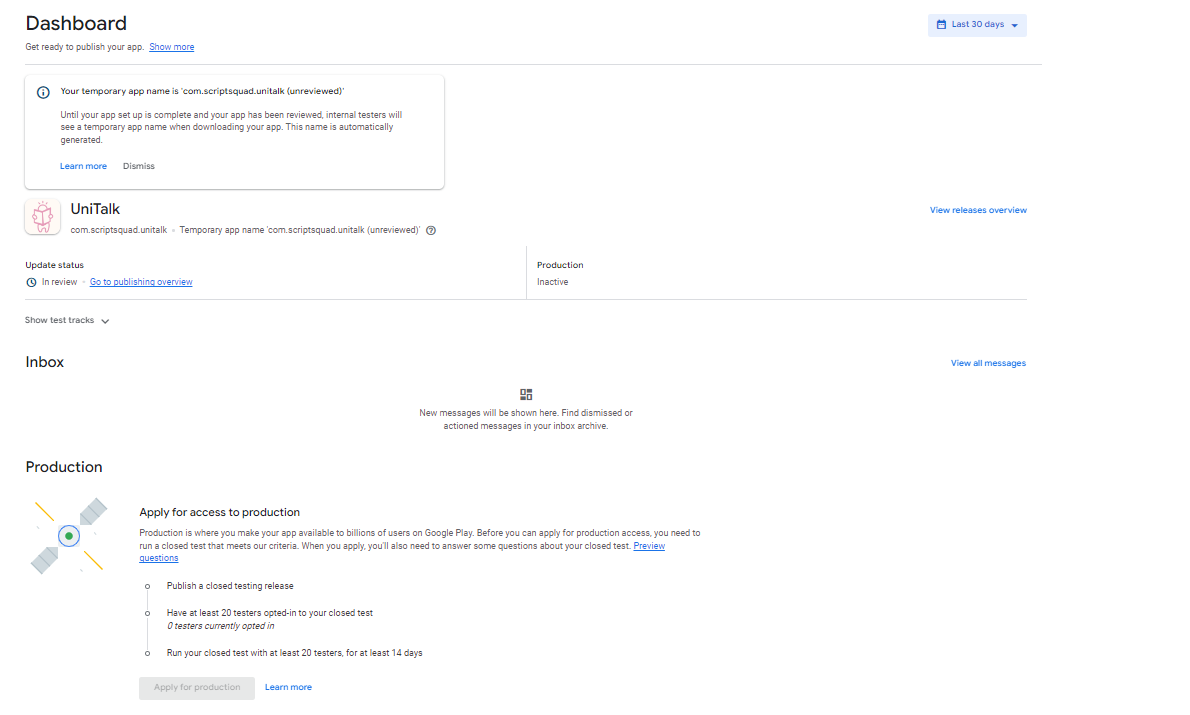 Dashboard
Last 30 days
Get ready to publish your app. Show more
Your temporary app name is 'com.scriptsquad.unitalk (unreviewed)'
Until your app set up is complete and your app has been reviewed, internal testers will
see a temporary app name when downloading your app. This name is automatically
generated.
Learn more Dismiss
UniTalk
View releases overview
com.scriptsquad.unitalk • Temporary app name 'com.scriptsquad.unitalk (unreviewed)'
Update status
In review • Go to publishing overview
Production
Inactive
Show test tracks
Inbox
View all messages
New messages will be shown here. Find dismissed or
actioned messages in your inbox archive.
Production
Apply for access to production
Production is where you make your app available to billions of users on Google Play. Before you can apply for production access, you need to
run a closed test that meets our criteria. When you apply, you'll also need to answer some questions about your closed test. Preview
questions
Publish a closed testing release
Have at least 20 testers opted-in to your closed test
0 testers currently opted in
Run your closed test with at least 20 testers, for at least 14 days
Apply for production Learn more